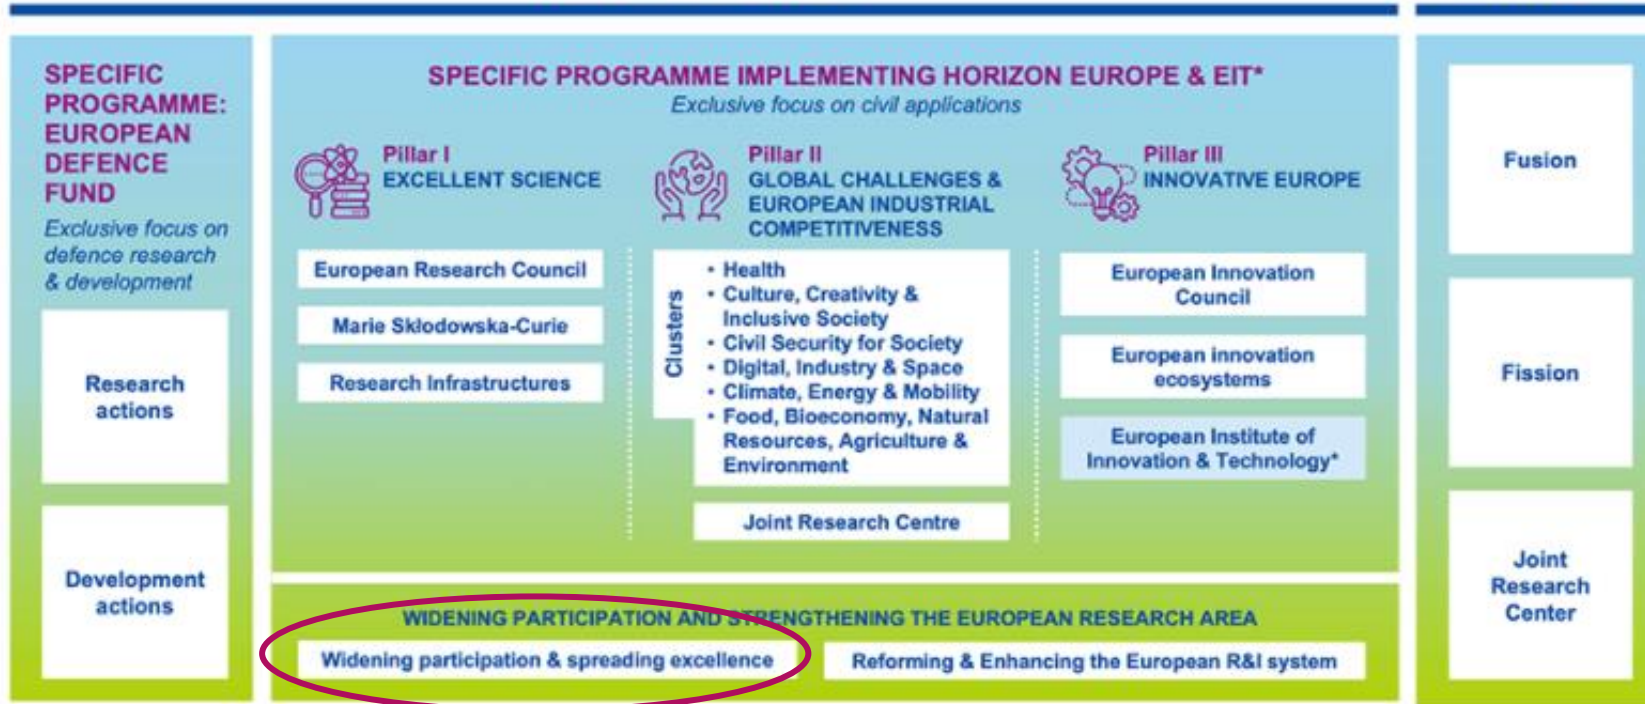 SPECIFIC
PROGRAMME:
EUROPEAN
DEFENCE
FUND
Exclusive focus on
defence research
& development
Research
actions
Development
actions
SPECIFIC PROGRAMME IMPLEMENTING HORIZON EUROPE & EIT*
Exclusive focus on civil applications
Pillar I
EXCELLENT SCIENCE
European Research Council
Marie Skłodowska-Curie
Research Infrastructures
Pillar II
GLOBAL CHALLENGES &
EUROPEAN INDUSTRIAL
COMPETITIVENESS
Clusters
• Health
• Culture, Creativity &
Inclusive Society
• Civil Security for Society
• Digital, Industry & Space
• Climate, Energy & Mobility
• Food, Bioeconomy, Natural
Resources, Agriculture &
Environment
Joint Research Centre
Pillar III
INNOVATIVE EUROPE
European Innovation
Council
European innovation
ecosystems
European Institute of
Innovation & Technology*
WIDENING PARTICIPATION AND STRENGTHENING THE EUROPEAN RESEARCH AREA
Widening participation & spreading excellence
Reforming & Enhancing the European R&I system
Fusion
Fission
Joint
Research
Center